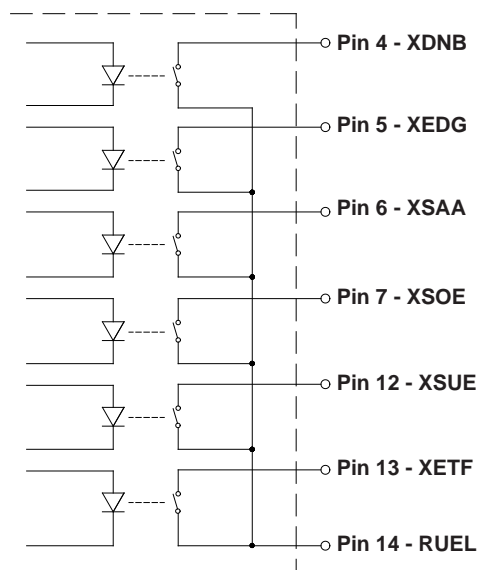 Pin 4 - XDNB
Pin 5 - XEDG
Pin 6 - XSAA
Pin 7 - XSOE
Pin 12 - XSUE
Pin 13 - XETF
Pin 14 - RUEL